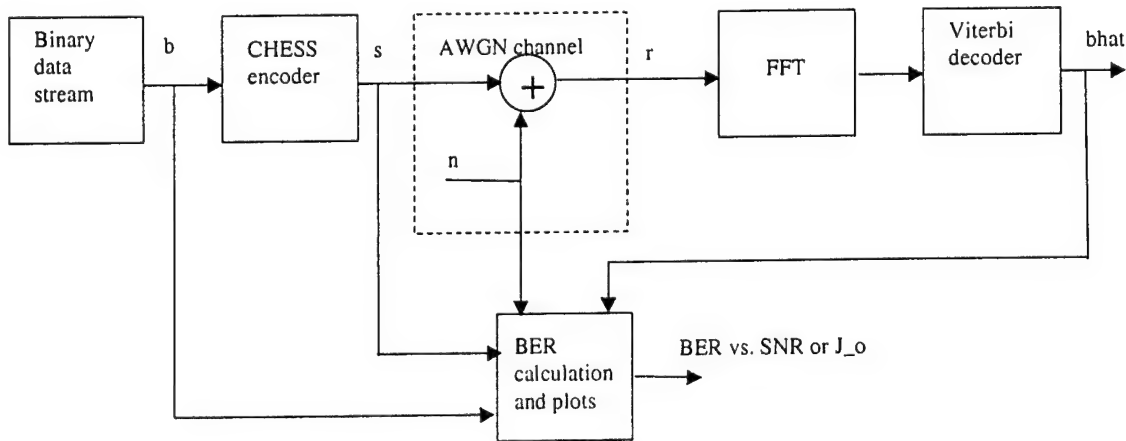 Binary
data
stream
b
CHESS
encoder
s
AWGN channel
+
n
r
FFT
Viterbi
decoder
bhat
BER
calculation
and plots
BER vs. SNR or J_o